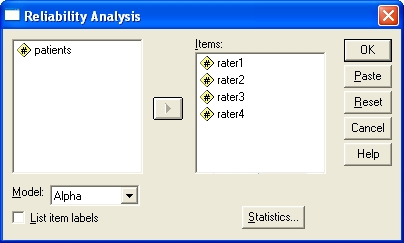 Reliability Analysis
patients
Items:
rater1
rater2
rater3
rater4
OK
Paste
Reset
Cancel
Help
Model:
Alpha
List item labels
Statistics...